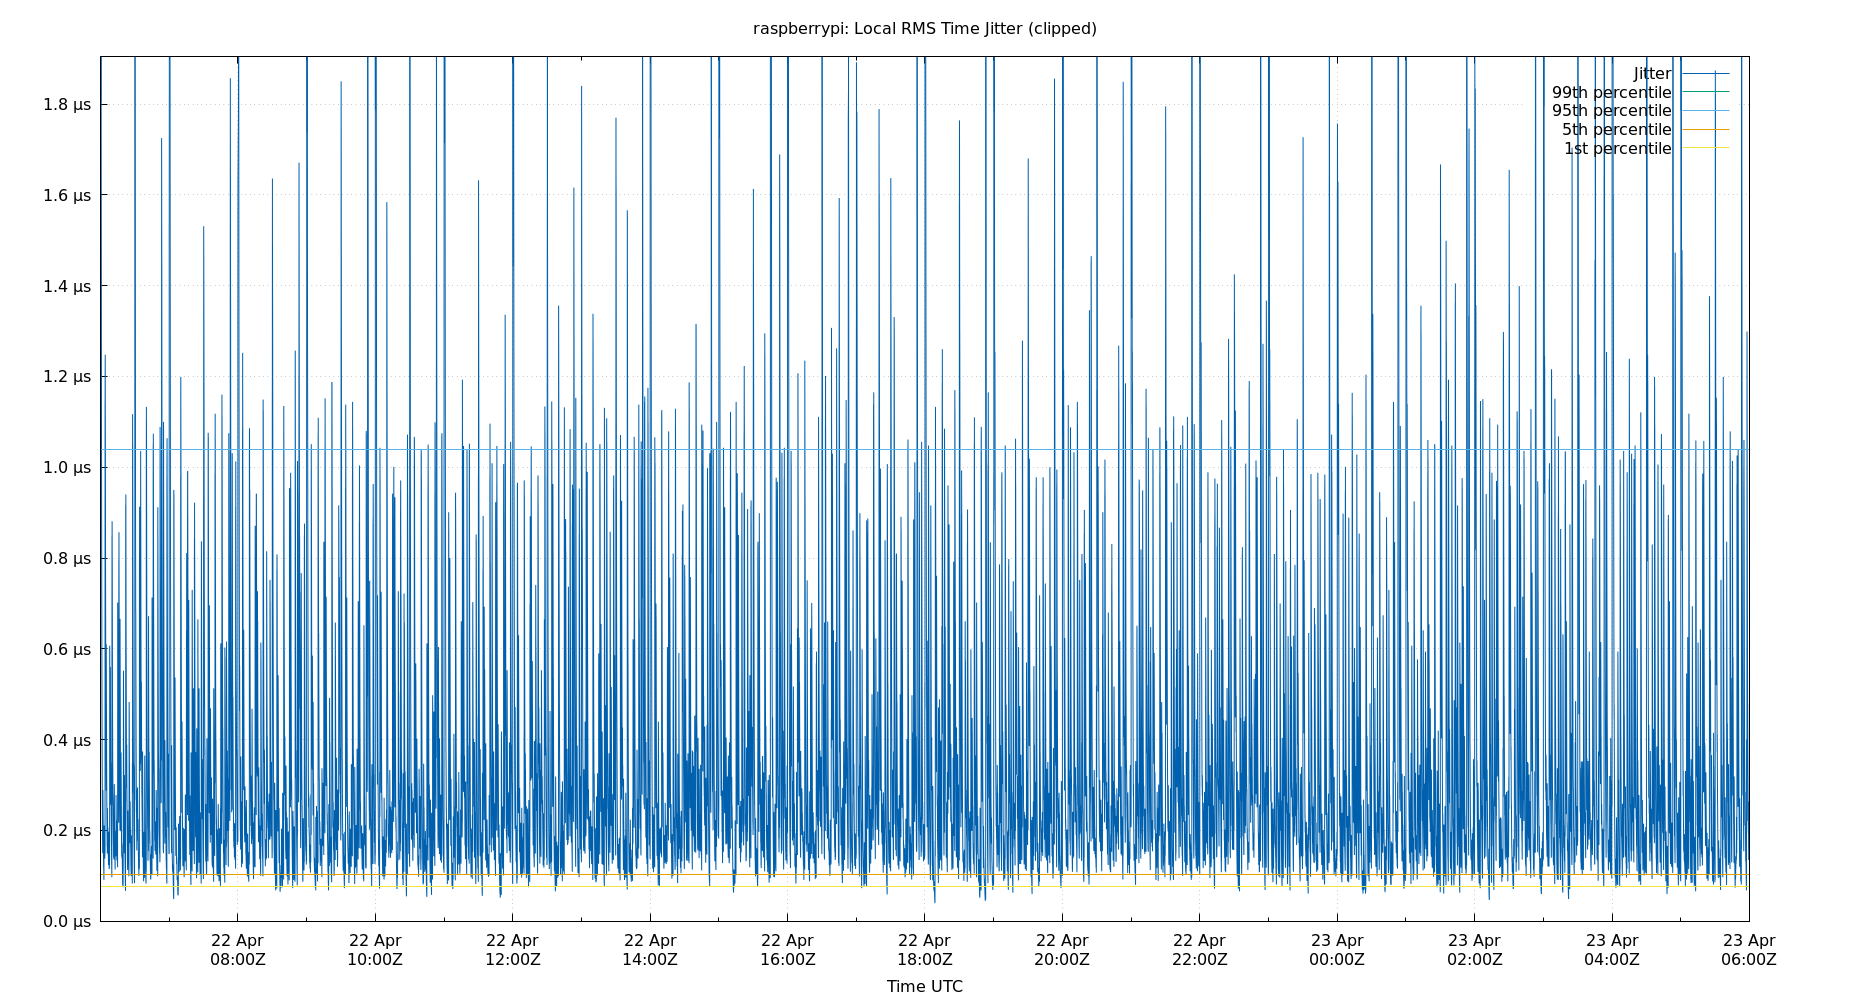 raspberrypi: Local RMS Time Jitter (clipped)
Jitter
99th percentile
95th percentile
5th percentile
1st percentile
1.8 µs
1.6 µs
1.4 µs
1.2 µs
1.0 µs
0.8 µs
0.6 µs
0.4 µs
0.2 µs
0.0 µs
22 Apr 22 Apr 22 Apr 22 Apr 22 Apr 22 Apr 22 Apr 22 Apr 23 Apr 23 Apr 23 Apr 23 Apr
08:00Z 10:00Z 12:00Z 14:00Z 16:00Z 18:00Z 20:00Z 22:00Z 00:00Z 02:00Z 04:00Z 06:00Z
Time UTC